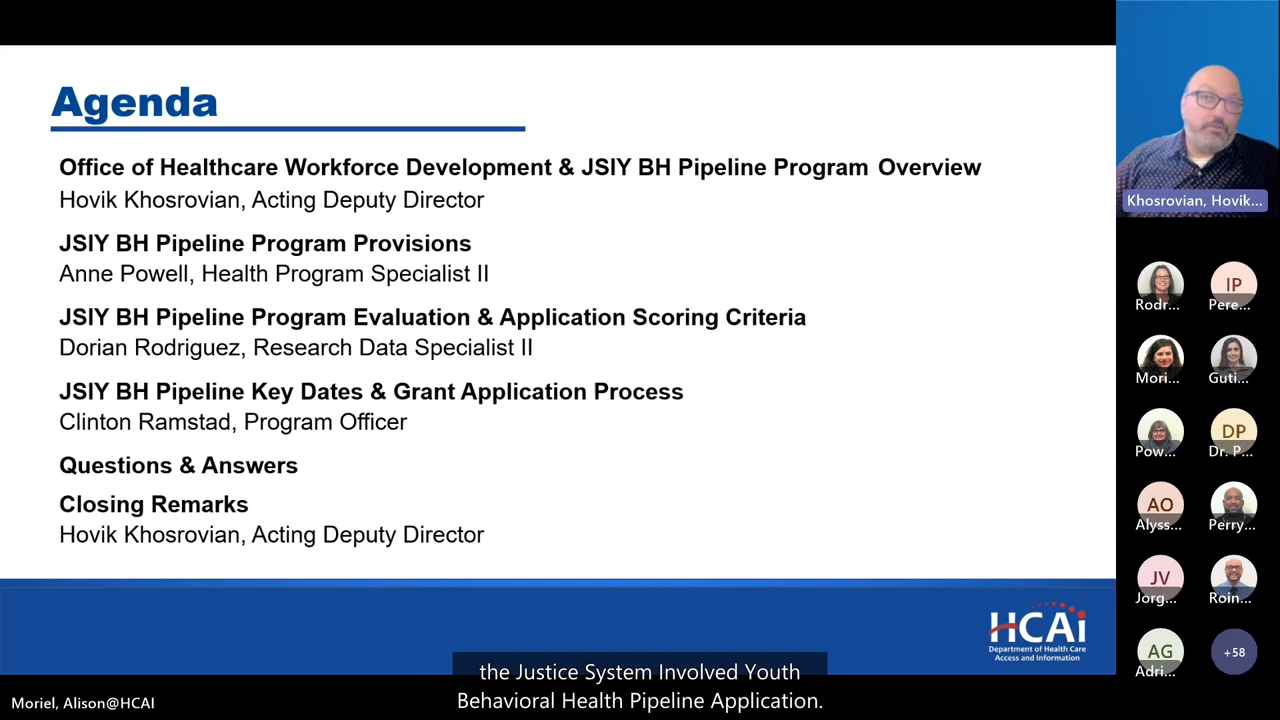 Agenda
Office of Healthcare Workforce Development & JSIY BH Pipeline Program Overview
Hovik Khosrovian, Acting Deputy Director
JSIY BH Pipeline Program Provisions
Anne Powell, Health Program Specialist II
JSIY BH Pipeline Program Evaluation & Application Scoring Criteria
Dorian Rodriguez, Research Data Specialist II
JSIY BH Pipeline Key Dates & Grant Application Process
Clinton Ramstad, Program Officer
Questions & Answers
Closing Remarks
Hovik Khosrovian, Acting Deputy Director
HCAi
Department of Health Care
Access and Information
the Justice System Involved Youth
Behavioral Health Pipeline Application.
Moriel, Alison@HCAI
Khosrovian, Hovik...
Rodr...
IP
Pere...
Mori...
Guti...
Pow...
DP
Dr. P...
AO
Alyss...
Perry...
JV
Jorg...
Roin...
AG
Adri...
+58